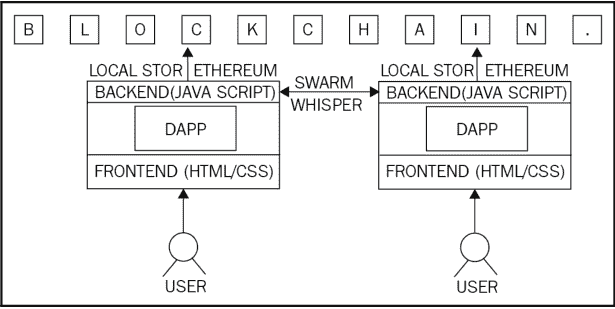 B L O C K C H A I N .
LOCAL STOR ETHEREUM LOCAL STOR ETHEREUM
BACKEND(JAVA SCRIPT) SWARM BACKEND(JAVA SCRIPT)
WHISPER
DAPP DAPP
FRONTEND (HTML/CSS) FRONTEND (HTML/CSS)
USER USER